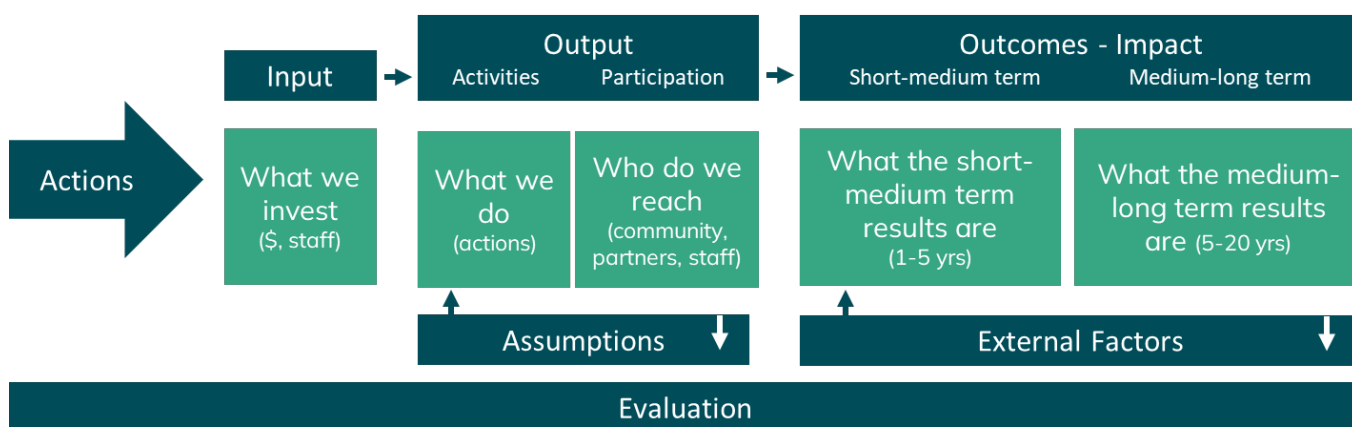 Output
Activities
Participation
Outcomes - Impact
Short-medium term
Medium-long term
Input
Actions
What we
invest
($, staff)
What we
do
(actions)
Who do we
reach
(community,
partners, staff)
What the short-
medium term
results are
(1-5 yrs)
What the medium-
long term results
are (5-20 yrs)
Assumptions
External Factors
Evaluation